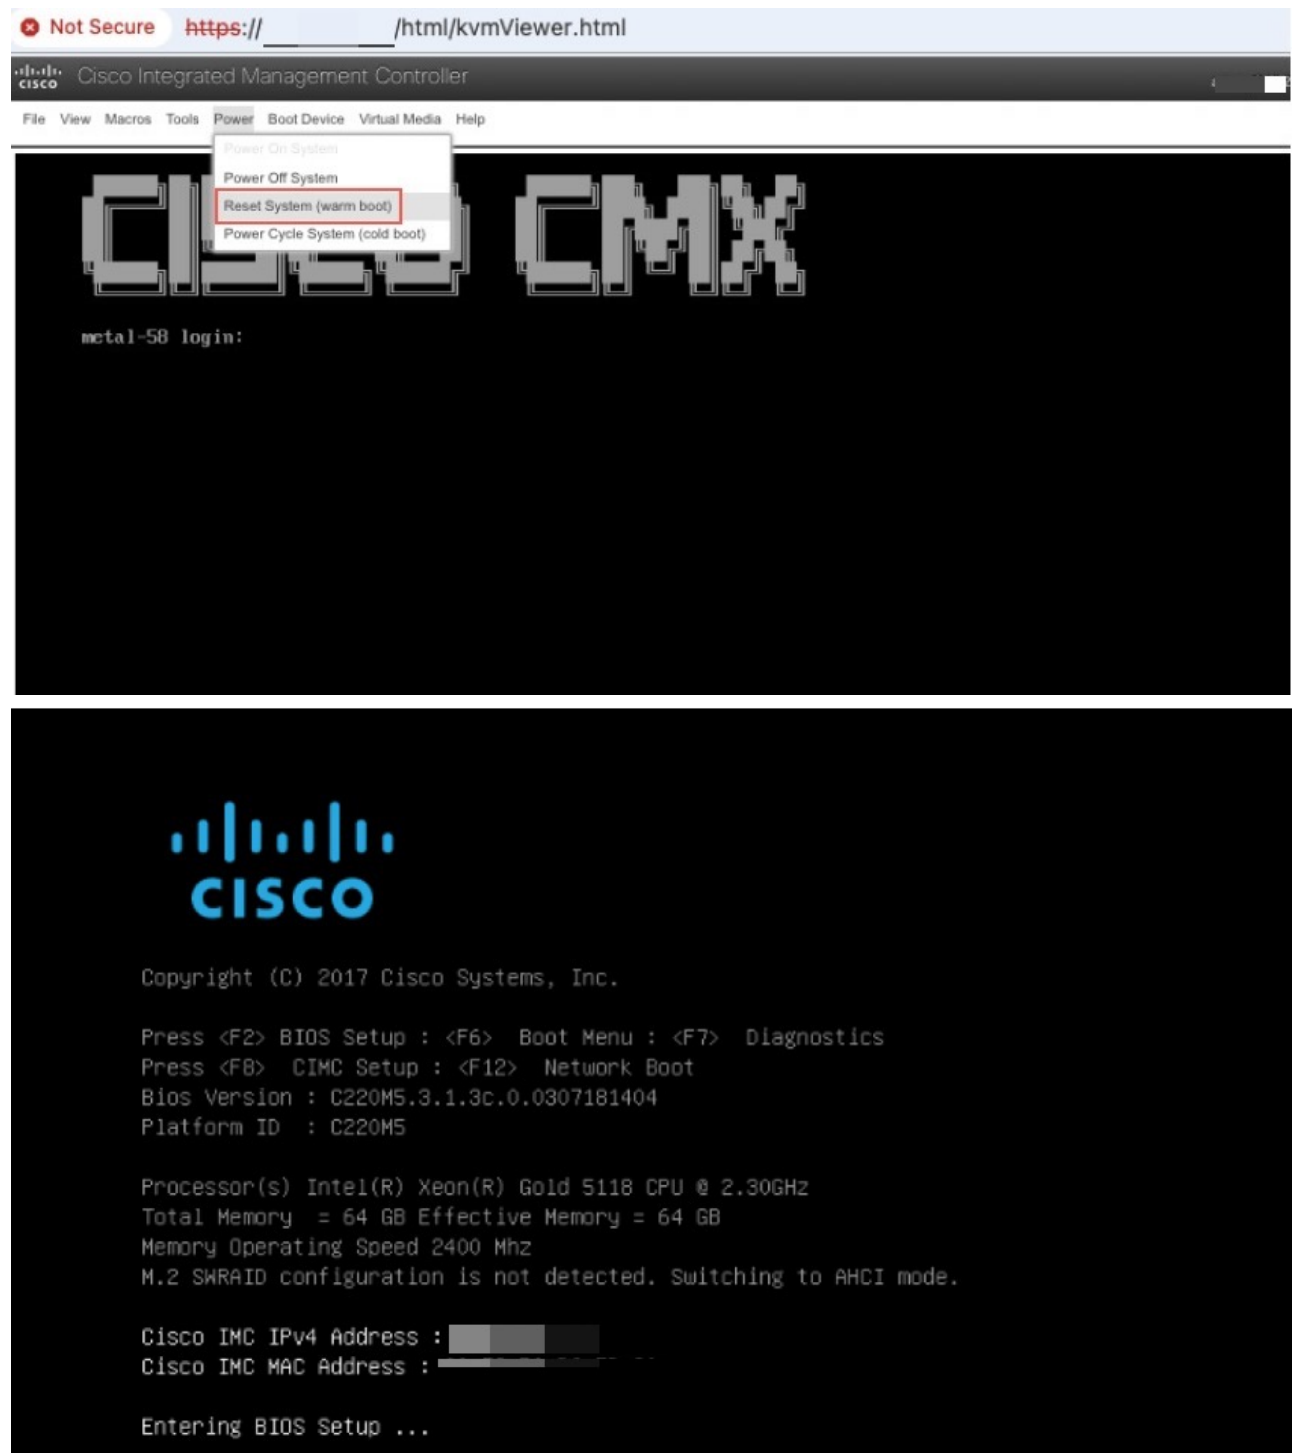 Not Secure https:// /html/kvmViewer.html
CISCO Cisco Integrated Management Controller
File View Macros Tools Power Boot Device Virtual Media Help
Power On System
Power Off System
Reset System (warm boot)
Power Cycle System (cold boot)
CISCO CMX
metal-58 login:
CISCO
Copyright (C) 2017 Cisco Systems, Inc.
Press <F2> BIOS Setup : <F6> Boot Menu : <F7> Diagnostics
Press <F8> CIMC Setup : <F12> Network Boot
Bios Version : C220M5.3.1.3c.0.0307181404
Platform ID : C220M5
Processor(s) Intel(R) Xeon(R) Gold 5118 CPU @ 2.30GHz
Total Memory = 64 GB Effective Memory = 64 GB
Memory Operating Speed 2400 Mhz
M.2 SWRAID configuration is not detected. Switching to AHCI mode.
Cisco IMC IPv4 Address :
Cisco IMC MAC Address :
Entering BIOS Setup ...